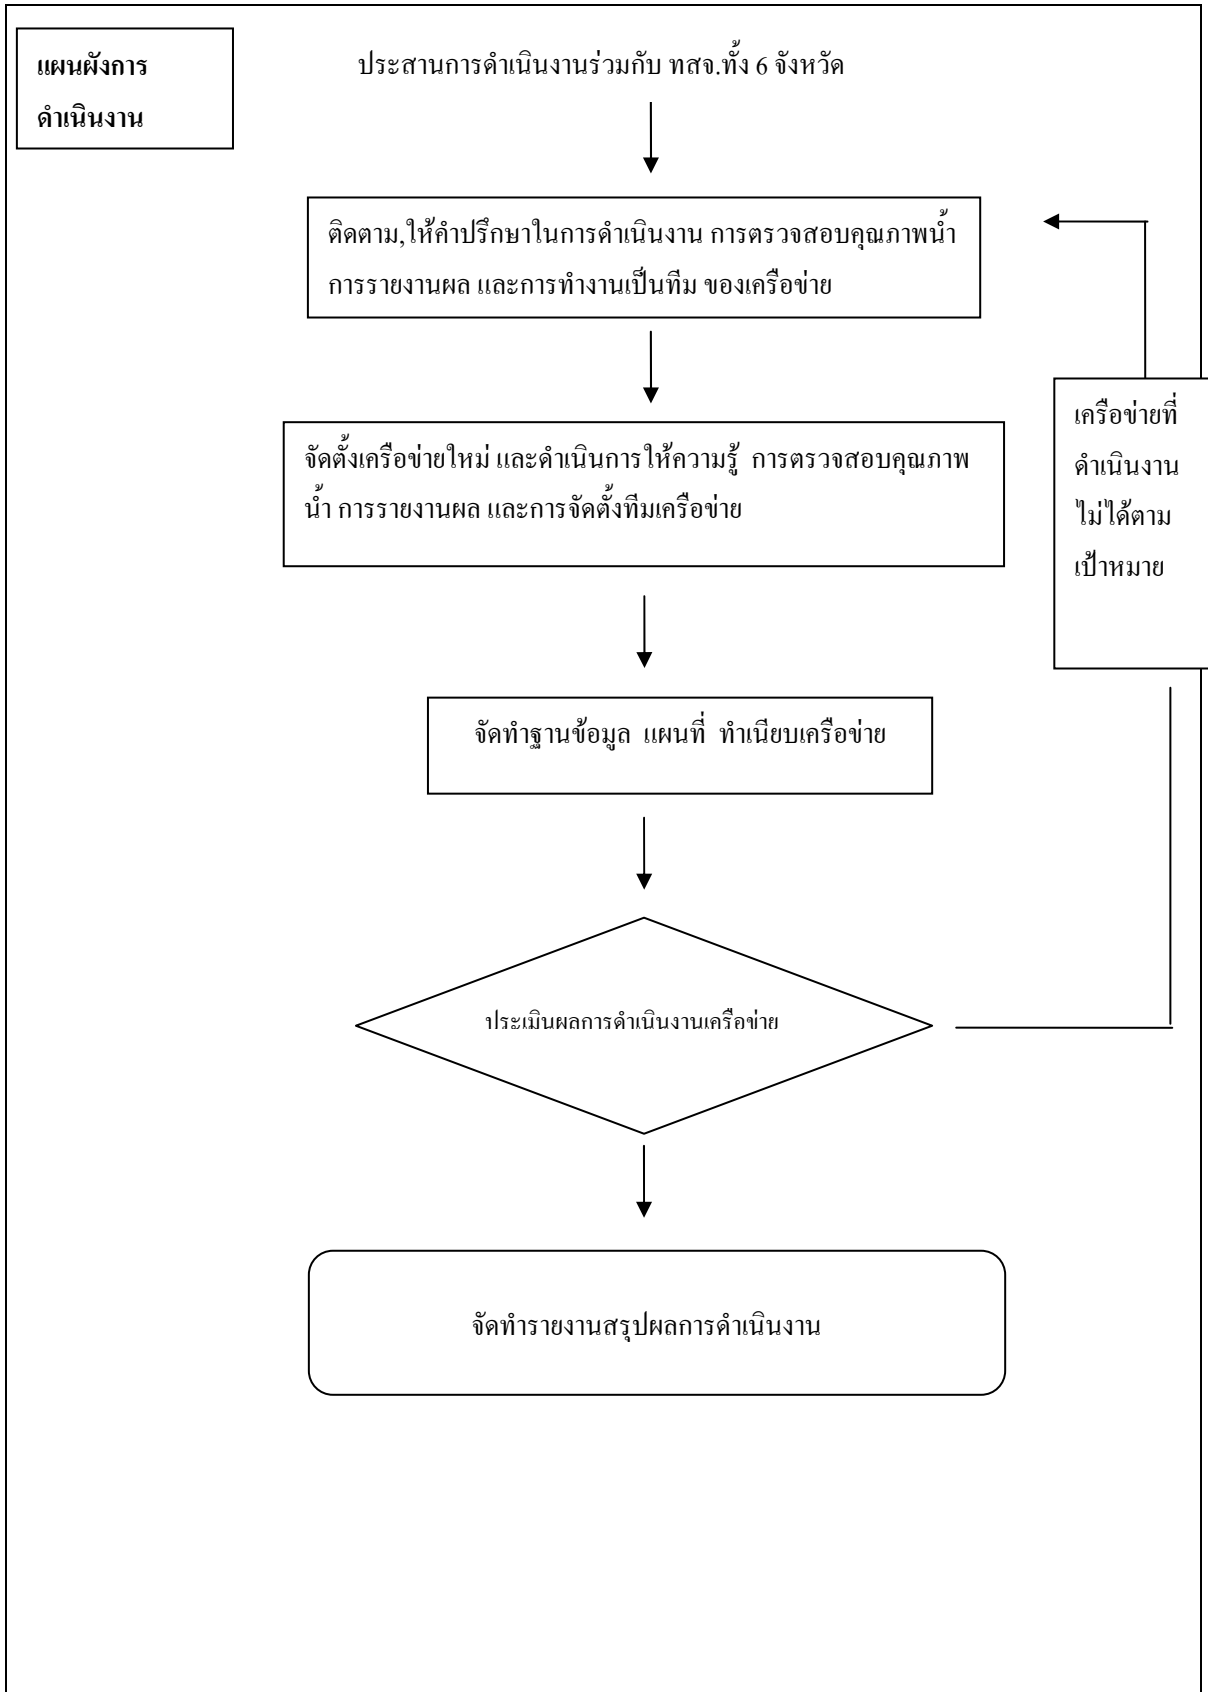 แผนผังการ
ดำเนินงาน
ประสานการดำเนินงานร่วมกับ ทสจ.ทั้ง 6 จังหวัด
ติดตาม,ให้คำปรึกษาในการดำเนินงาน การตรวจสอบคุณภาพน้ำ
การรายงานผล และการทำงานเป็นทีม ของเครือข่าย
จัดตั้งเครือข่ายใหม่ และดำเนินการให้ความรู้ การตรวจสอบคุณภาพ
น้ำ การรายงานผล และการจัดตั้งทีมเครือข่าย
เครือข่ายที่
ดำเนินงาน
ไม่ได้ตาม
เป้าหมาย
จัดทำฐานข้อมูล แผนที่ ทำเนียบเครือข่าย
ประเมินผลการดำเนินงานเครือข่าย
จัดทำรายงานสรุปผลการดำเนินงาน